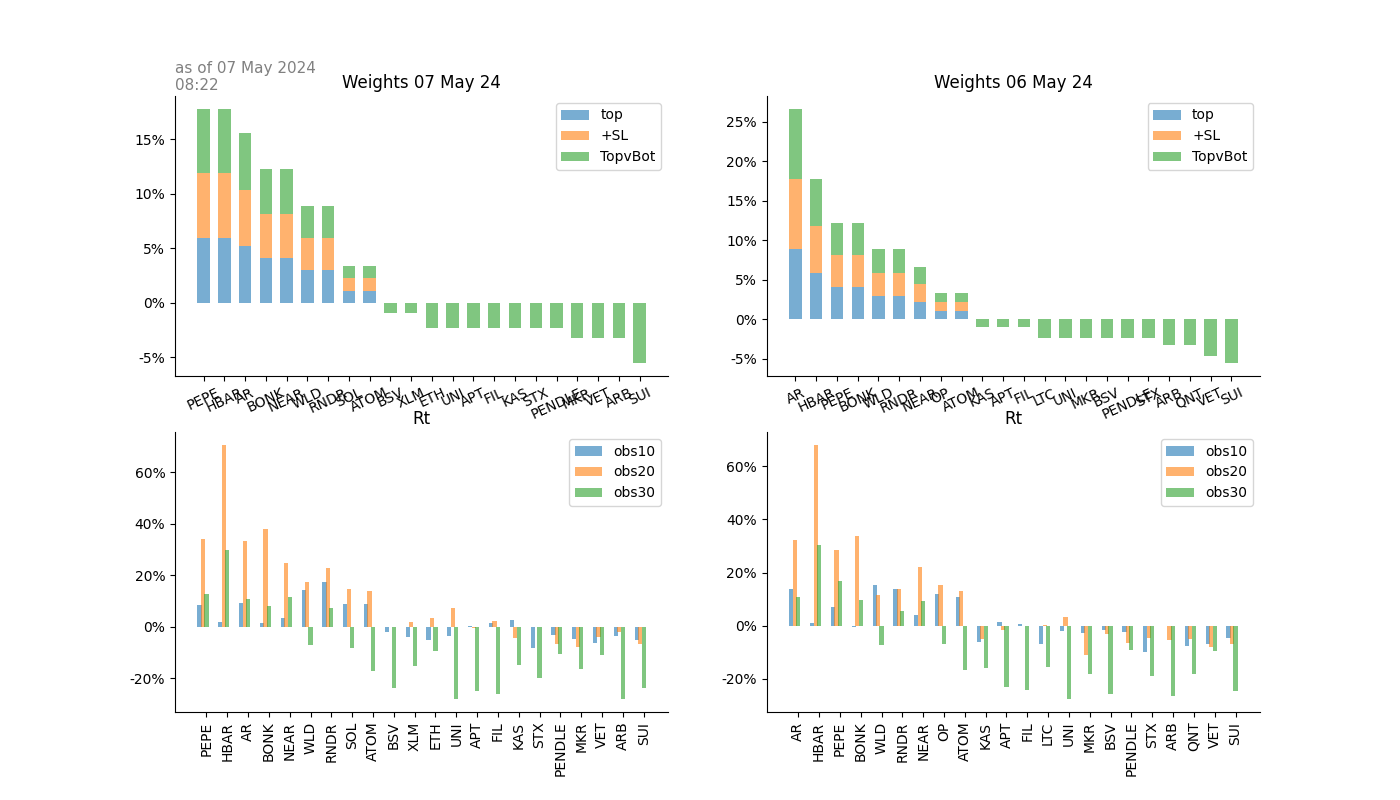 as of 07 May 2024
08:22
Weights 07 May 24
15%
10%
5%
0%
-5%
top
+SL
TopvBot
PEPE HBAR AR BONK NEAR WLD RNDR SOL ATOM BSV XLM ETH UNI APT FIL KAS STX PENDLE MKR VET ARB SUI
Weights 06 May 24
25%
20%
15%
10%
5%
0%
-5%
top
+SL
TopvBot
AR HBAR PEPE BONK WLD RNDR NEAR OP ATOM KAS APT FIL LTC UNI MKR BSV PENDLE STX ARB QNT VET SUI
Rt
60%
40%
20%
0%
-20%
obs10
obs20
obs30
PEPE HBAR AR BONK NEAR WLD RNDR SOL ATOM BSV XLM ETH UNI APT FIL KAS STX PENDLE MKR VET ARB SUI
Rt
60%
40%
20%
0%
-20%
obs10
obs20
obs30
AR HBAR PEPE BONK WLD RNDR NEAR OP ATOM KAS APT FIL LTC UNI MKR BSV PENDLE STX ARB QNT VET SUI